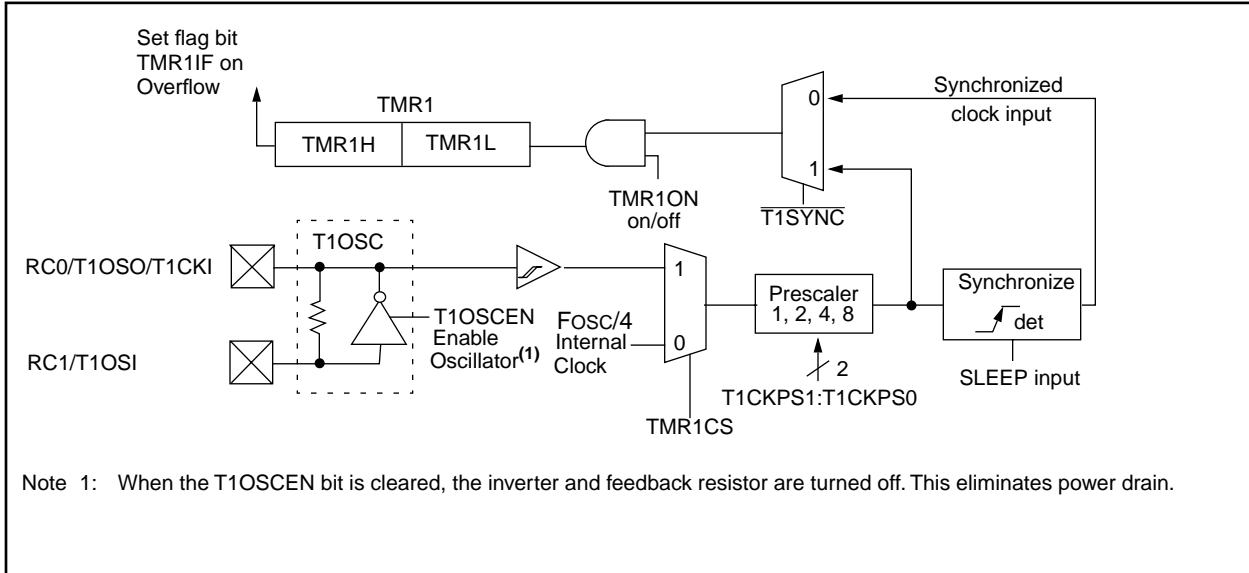 Set flag bit
TMR1IF on
Overflow
TMR1
TMR1H
TMR1L
TMR1ON
on/off
0
1
T1SYNC
Synchronized
clock input
RC0/T1OSO/T1CKI
RC1/T1OSI
T1OSC
T1OSCEN
Enable
Oscillator(1)
FOSC/4
Internal
Clock
1
0
TMR1CS
Prescaler
1, 2, 4, 8
2
T1CKPS1:T1CKPS0
Synchronize
det
SLEEP input
Note 1: When the T1OSCEN bit is cleared, the inverter and feedback resistor are turned off. This eliminates power drain.